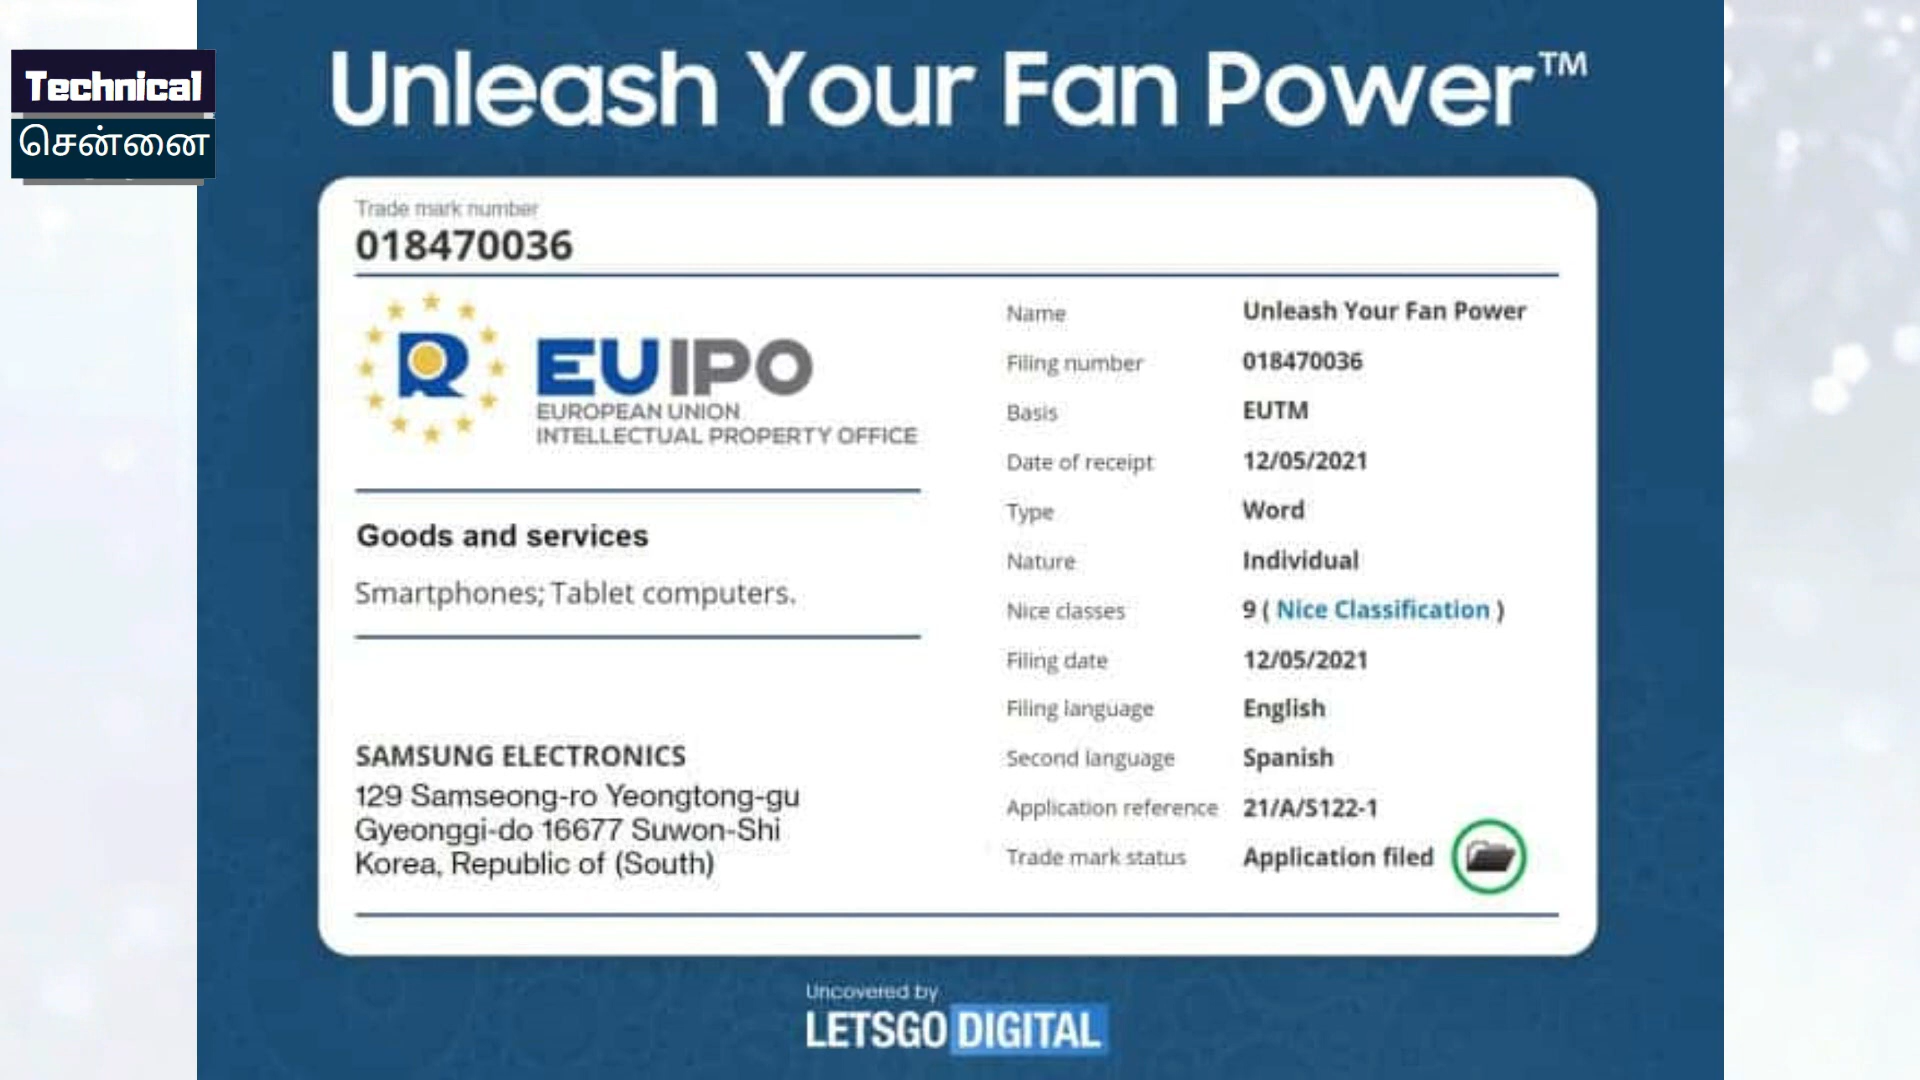 Technical
சென்னை
Unleash Your Fan Power™
Trade mark number
018470036
EUIPO
EUROPEAN UNION
INTELLECTUAL PROPERTY OFFICE
Goods and services
Smartphones; Tablet computers.
SAMSUNG ELECTRONICS
129 Samseong-ro Yeongtong-gu
Gyeonggi-do 16677 Suwon-Shi
Korea, Republic of (South)
Name Unleash Your Fan Power
Filing number 018470036
Basis EUTM
Date of receipt 12/05/2021
Type Word
Nature Individual
Nice classes 9 ( Nice Classification )
Filing date 12/05/2021
Filing language English
Second language Spanish
Application reference 21/A/S122-1
Trade mark status Application filed
Uncovered by
LETSGO DIGITAL